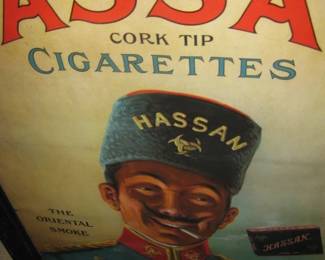 ASSA
CORK TIP
CIGARETTES
HASSAN
THE
ORIENTAL
SMOKE
HASSAN